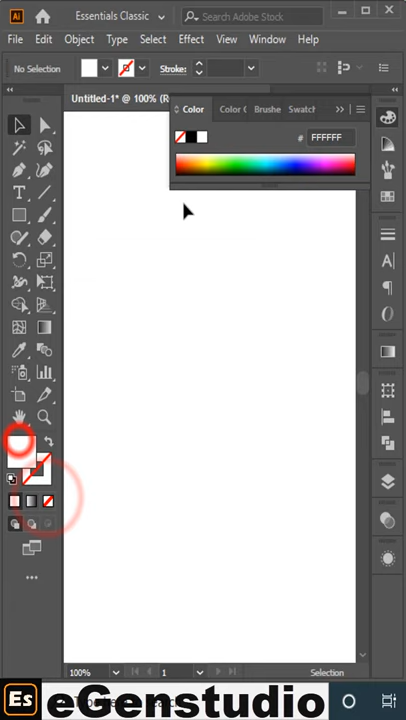 Ai Essentials Classic Search Adobe Stock
File Edit Object Type Select Effect View Window Help
No Selection Stroke:
Untitled-1* @ 100% (R
Color Color G Brushe Swatch
# FFFFFF
T
A
100% 1 Selection
Es eGenstudio